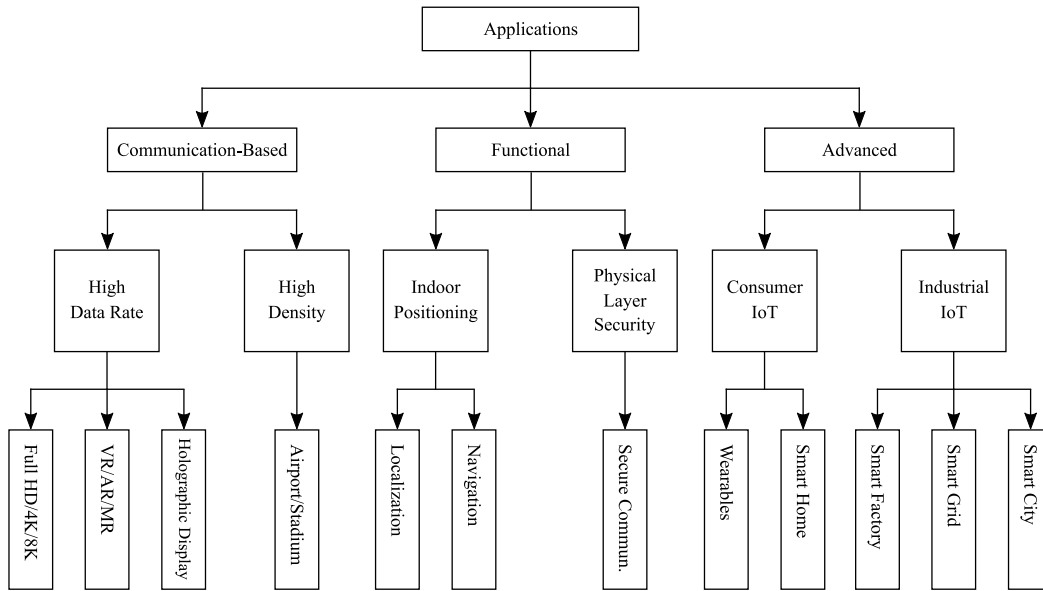 Applications
Communication-Based
Functional
Advanced
High
Data Rate
High
Density
Indoor
Positioning
Physical
Layer
Security
Consumer
IoT
Industrial
IoT
Full HD/4K/8K
VR/AR/MR
Holographic Display
Airport/Stadium
Localization
Navigation
Secure Commun.
Wearables
Smart Home
Smart Factory
Smart Grid
Smart City